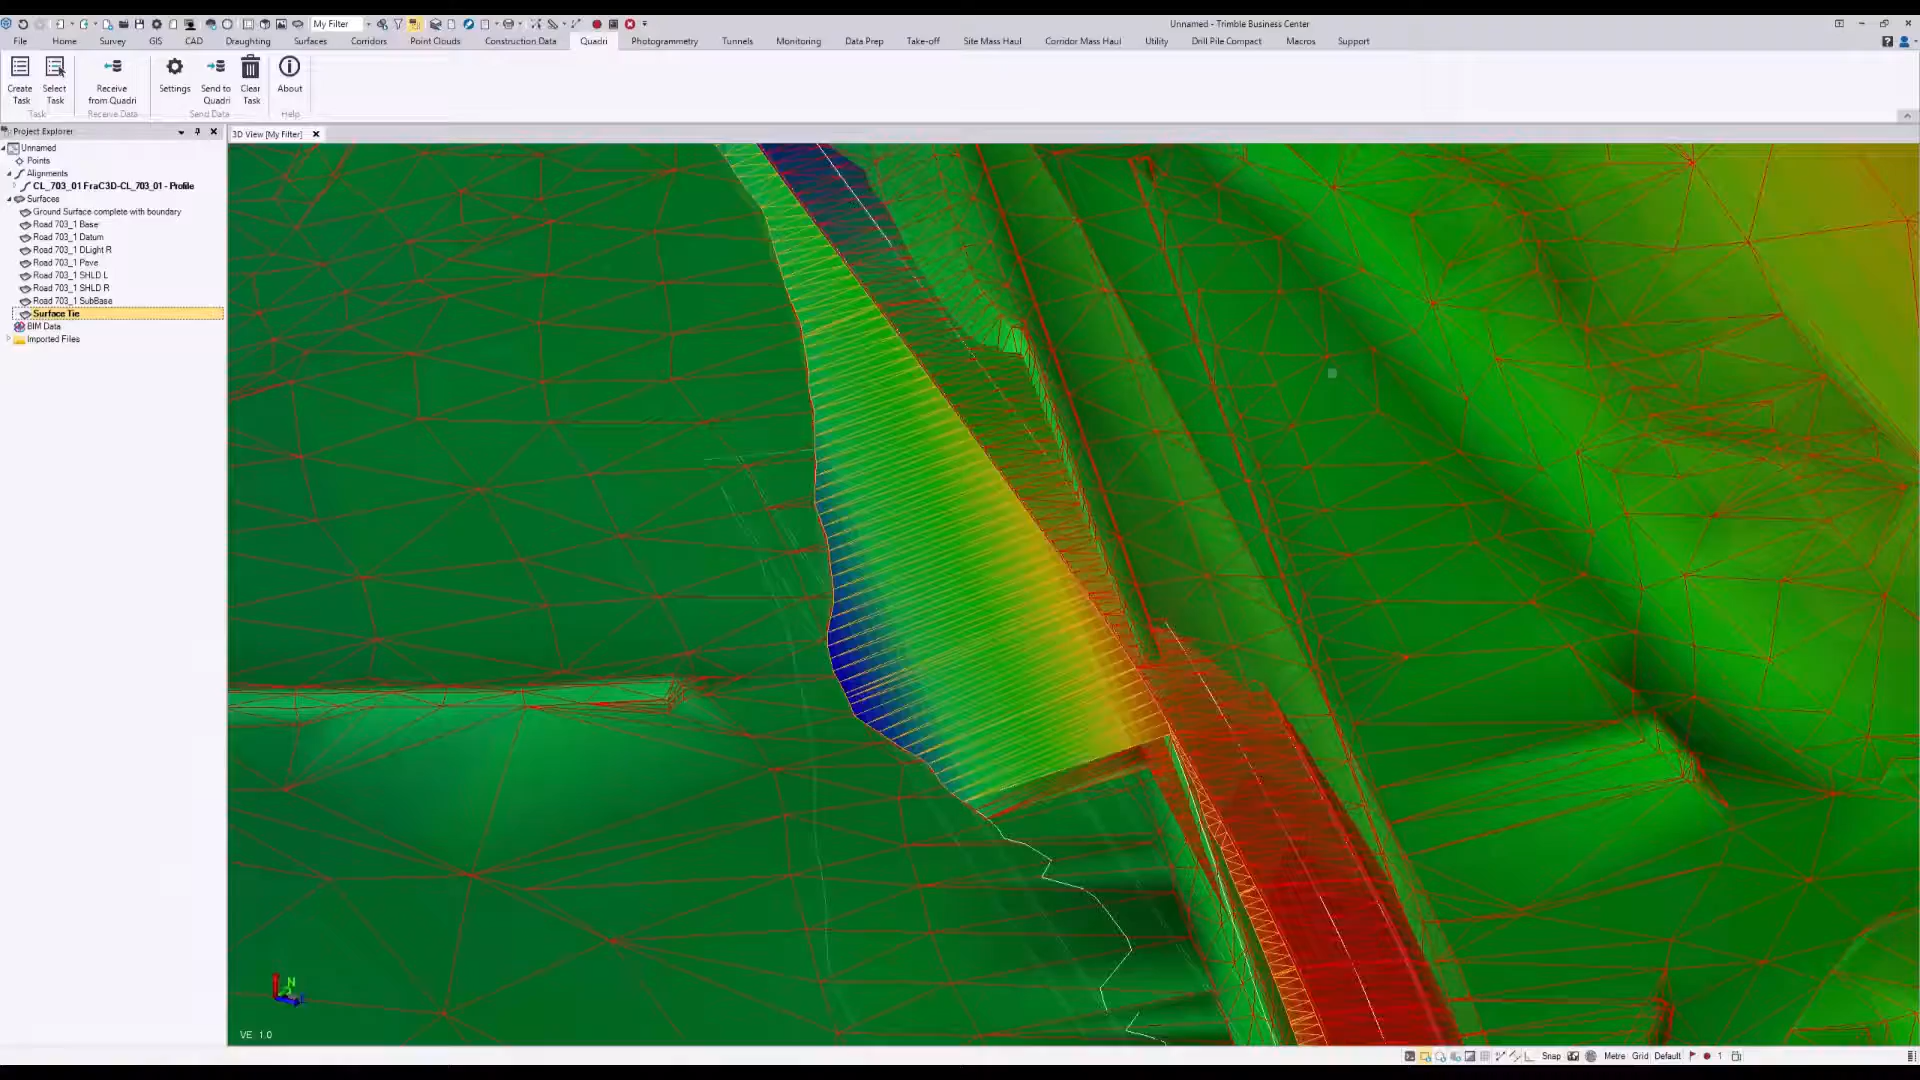 My Filter
Unnamed - Trimble Business Center
File Home Survey GIS CAD Draughting Surfaces Corridors Point Clouds Construction Data Quadri Photogrammetry Tunnels Monitoring Data Prep Take-off Site Mass Haul Corridor Mass Haul Utility Drill Pile Compact Macros Support
Create Task
Select Task
Receive from Quadri
Settings
Send to Quadri
Clear Task
About
Task Receive Data Send Data Help
Project Explorer
3D View [My Filter]
Unnamed
Points
Alignments
CL_703_01 FraC3D-CL_703_01 - Profile
Surfaces
Ground Surface complete with boundary
Road 703_1 Base
Road 703_1 Datum
Road 703_1 DLight R
Road 703_1 Pave
Road 703_1 SHLD L
Road 703_1 SHLD R
Road 703_1 SubBase
Surface Tie
BIM Data
Imported Files
N
VE 1.0
Snap Metre Grid Default 1